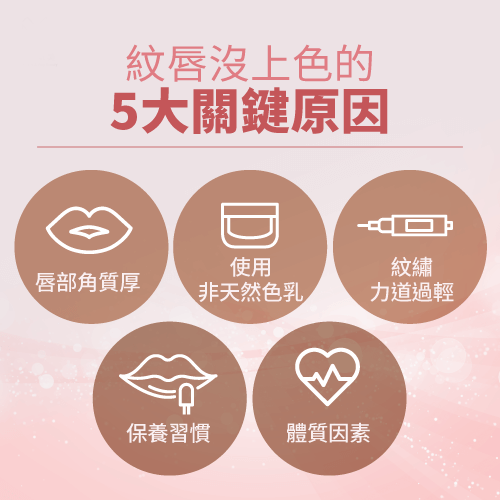 紋唇沒上色的
5大關鍵原因
唇部角質厚
使用
非天然色乳
紋繡
力道過輕
保養習慣
體質因素